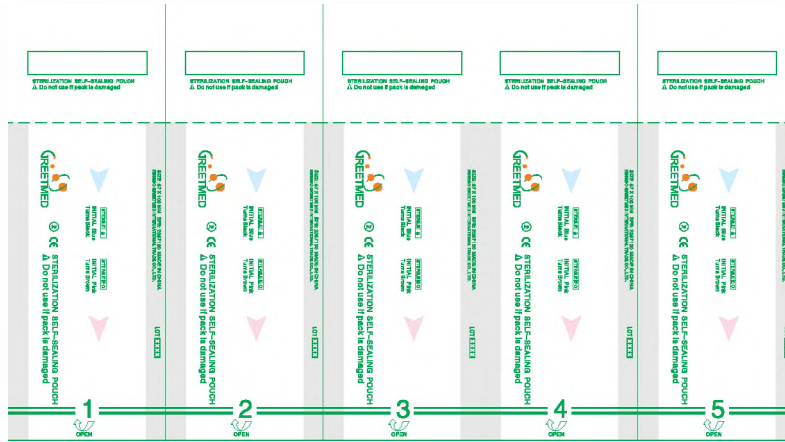 STERILIZATION SELF-SEALING POUCH
⚠ Do not use if pack is damaged
STERILIZATION SELF-SEALING POUCH
⚠ Do not use if pack is damaged
STERILIZATION SELF-SEALING POUCH
⚠ Do not use if pack is damaged
STERILIZATION SELF-SEALING POUCH
⚠ Do not use if pack is damaged
STERILIZATION SELF-SEALING POUCH
⚠ Do not use if pack is damaged
GREETMED
INITIAL Blue
Turns Black
INITIAL Pink
Turns Brown
CE STERILIZATION SELF-SEALING POUCH
⚠ Do not use if pack is damaged
LOT XXXXX
GREETMED
INITIAL Blue
Turns Black
INITIAL Pink
Turns Brown
CE STERILIZATION SELF-SEALING POUCH
⚠ Do not use if pack is damaged
LOT XXXXX
GREETMED
INITIAL Blue
Turns Black
INITIAL Pink
Turns Brown
CE STERILIZATION SELF-SEALING POUCH
⚠ Do not use if pack is damaged
LOT XXXXX
GREETMED
INITIAL Blue
Turns Black
INITIAL Pink
Turns Brown
CE STERILIZATION SELF-SEALING POUCH
⚠ Do not use if pack is damaged
LOT XXXXX
GREETMED
INITIAL Blue
Turns Black
INITIAL Pink
Turns Brown
CE STERILIZATION SELF-SEALING POUCH
⚠ Do not use if pack is damaged
1 2 3 4 5
OPEN OPEN OPEN OPEN OPEN